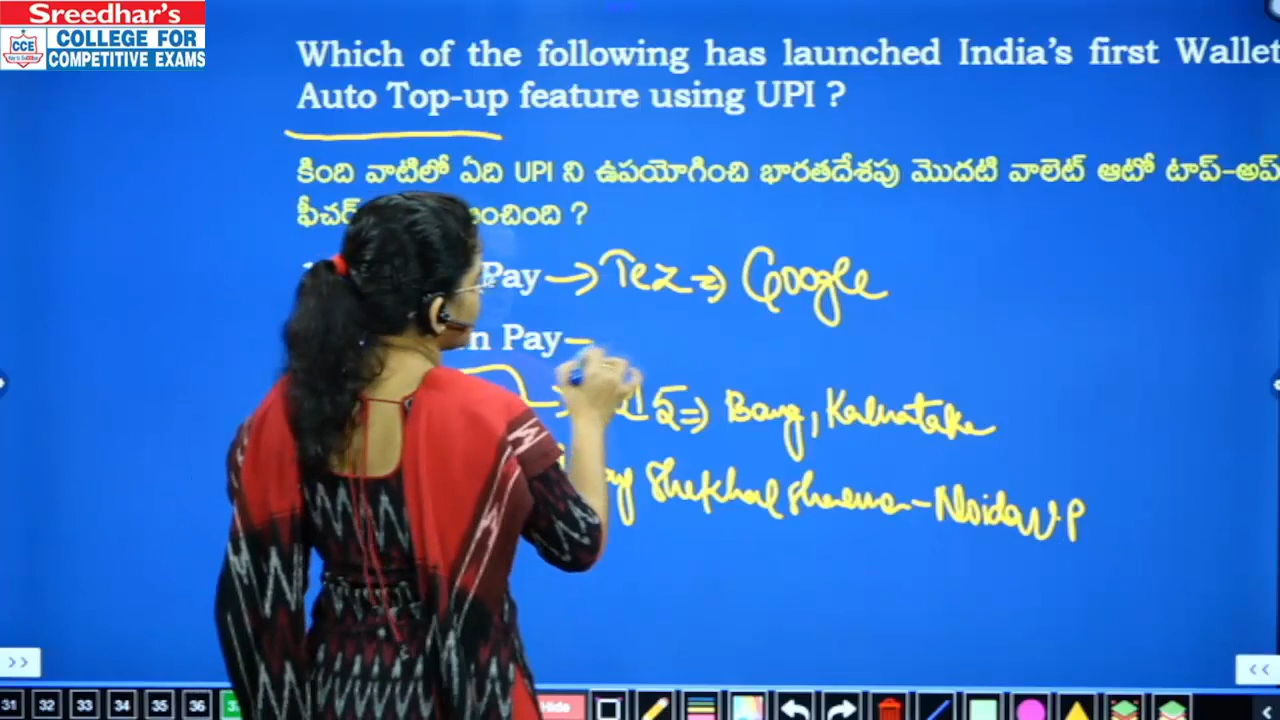 Sreedhar's
CCE
COLLEGE FOR
COMPETITIVE EXAMS
Which of the following has launched India's first Wallet
Auto Top-up feature using UPI ?
కింది వాటిలో ఏది UPI ని ఉపయోగించి భారతదేశపు మొదటి వాలెట్ ఆటో టాప్-అప్
?
Pay → Tez ⇒ Google
Pay
⇒ Bang, Karnataka
Shekhar Sharma - Noida U.P
>> <<
31 32 33 34 35 36 Hide